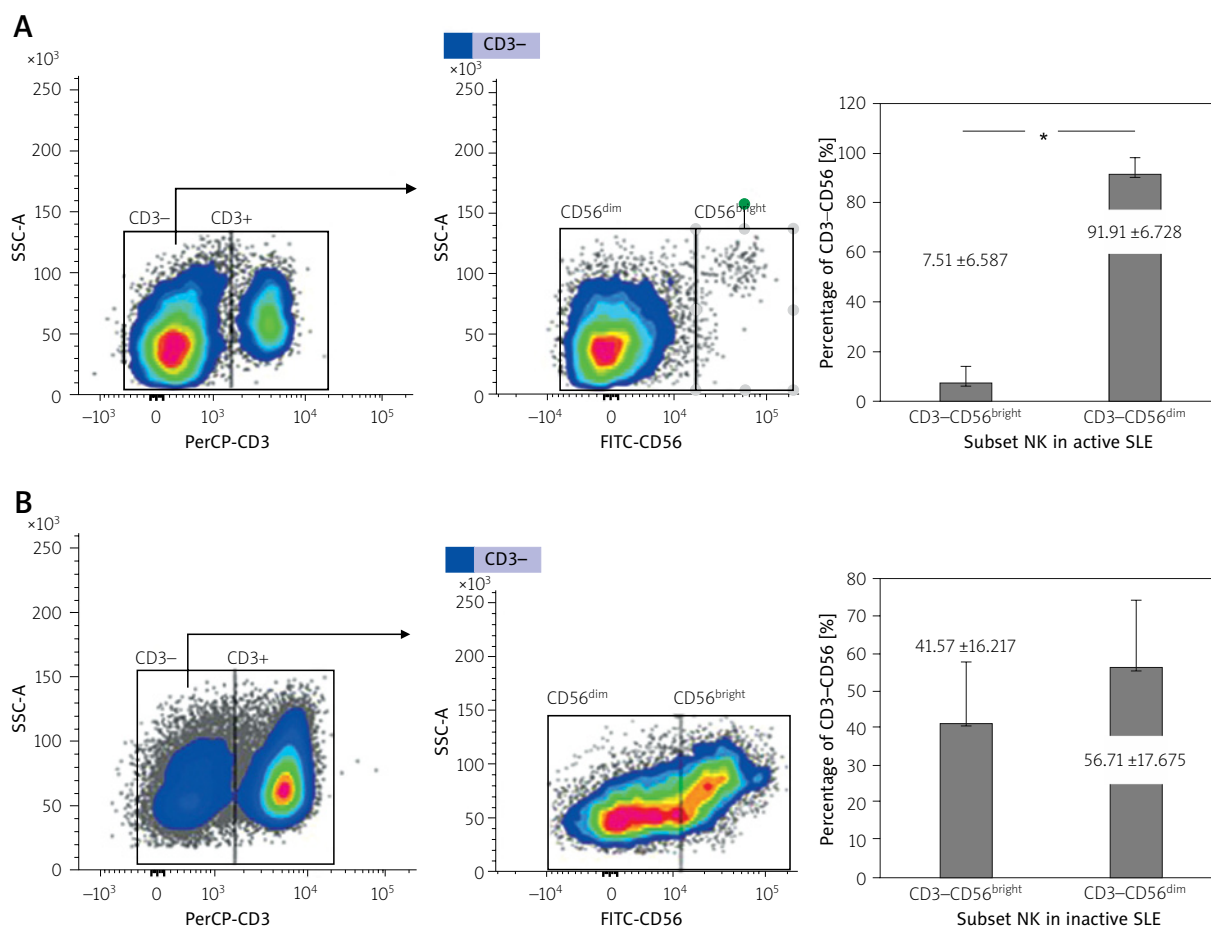 A
×10³
250
200
150
100
50
0
SSC-A
CD3–
CD3+
–10³
0
10³
10⁴
10⁵
PerCP-CD3
CD3–
×10³
250
200
150
100
50
0
SSC-A
CD56dim
CD56bright
–10⁴
0
10⁴
10⁵
FITC-CD56
120
100
80
60
40
20
0
Percentage of CD3–CD56 [%]
*
7.51 ±6.587
91.91 ±6.728
CD3–CD56bright
CD3–CD56dim
Subset NK in active SLE
B
×10³
250
200
150
100
50
0
SSC-A
CD3–
CD3+
–10³
0
10³
10⁴
10⁵
PerCP-CD3
CD3–
×10³
250
200
150
100
50
0
SSC-A
CD56dim
CD56bright
–10⁴
0
10⁴
10⁵
FITC-CD56
80
70
60
50
40
30
20
10
0
Percentage of CD3–CD56 [%]
41.57 ±16.217
56.71 ±17.675
CD3–CD56bright
CD3–CD56dim
Subset NK in inactive SLE